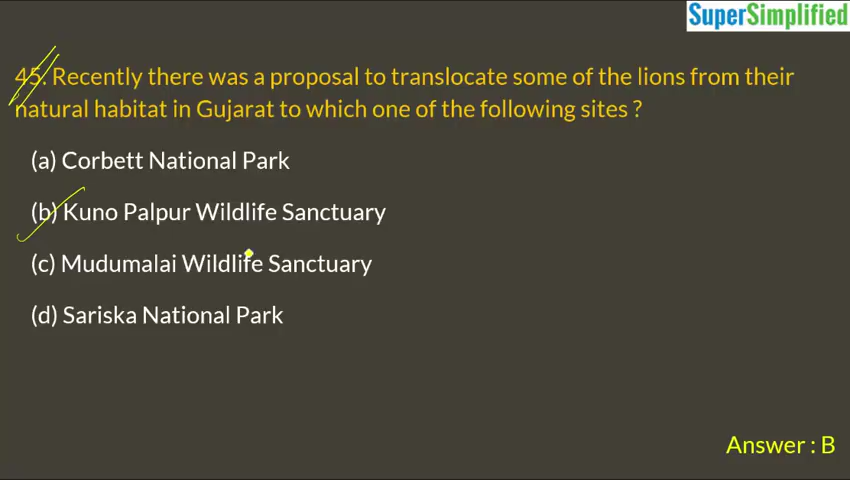 SuperSimplified
45. Recently there was a proposal to translocate some of the lions from their
natural habitat in Gujarat to which one of the following sites ?
(a) Corbett National Park
(b) Kuno Palpur Wildlife Sanctuary
(c) Mudumalai Wildlife Sanctuary
(d) Sariska National Park
Answer : B